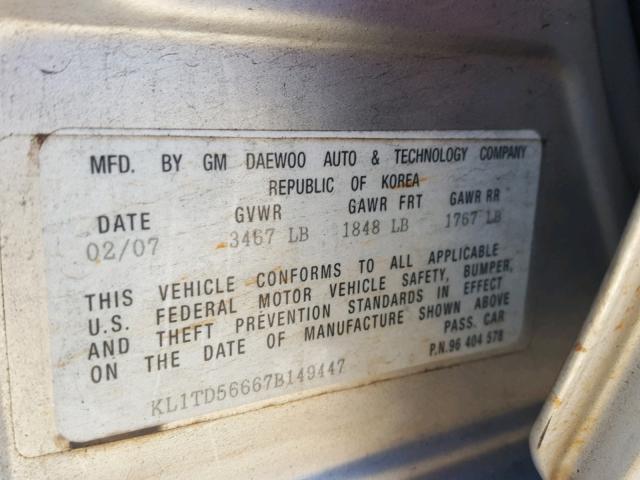 MFD. BY GM DAEWOO AUTO & TECHNOLOGY COMPANY
REPUBLIC OF KOREA
DATE GVWR GAWR FRT GAWR RR
02/07 3467 LB 1848 LB 1767 LB
THIS VEHICLE CONFORMS TO ALL APPLICABLE
U.S. FEDERAL MOTOR VEHICLE SAFETY, BUMPER,
AND THEFT PREVENTION STANDARDS IN EFFECT
ON THE DATE OF MANUFACTURE SHOWN ABOVE
PASS. CAR
P.N.96 404 578
KL1TD56667B149447